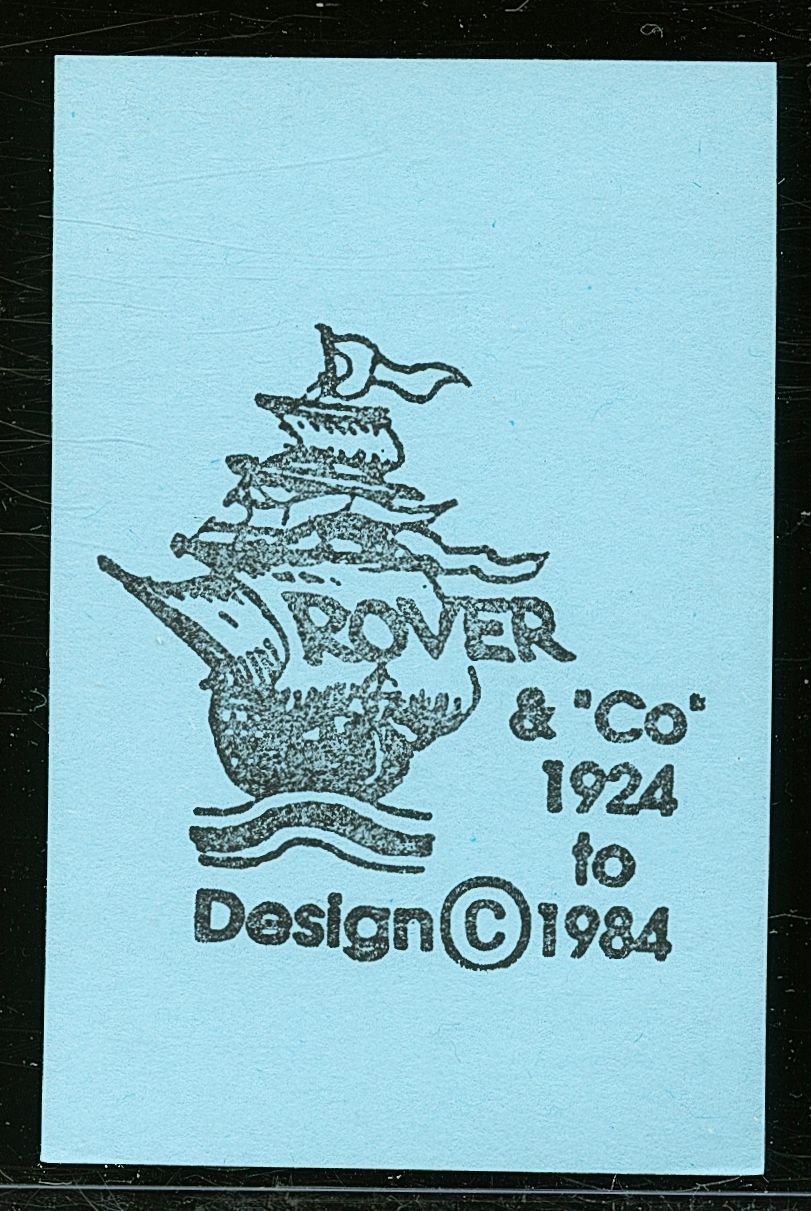 ROVER
& "Co"
1924
to
Design © 1984